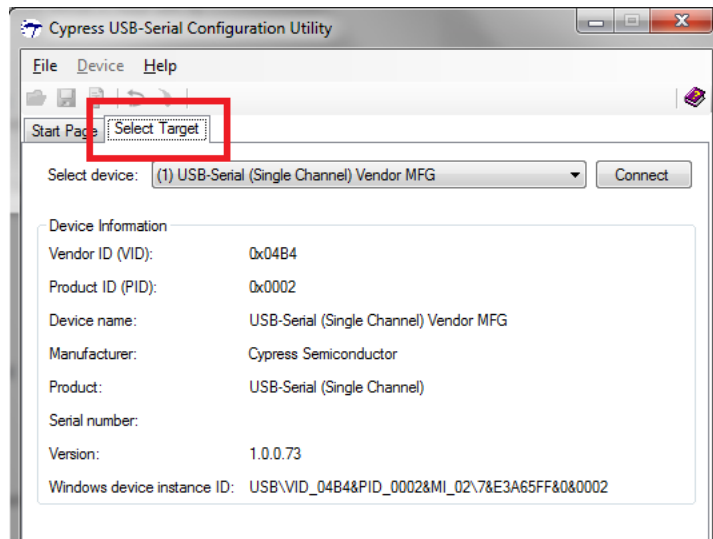 Cypress USB-Serial Configuration Utility
File Device Help
Start Page Select Target
Select device: (1) USB-Serial (Single Channel) Vendor MFG Connect
Device Information
Vendor ID (VID): 0x04B4
Product ID (PID): 0x0002
Device name: USB-Serial (Single Channel) Vendor MFG
Manufacturer: Cypress Semiconductor
Product: USB-Serial (Single Channel)
Serial number:
Version: 1.0.0.73
Windows device instance ID: USB\VID_04B4&PID_0002&MI_02\7&E3A65FF&0&0002